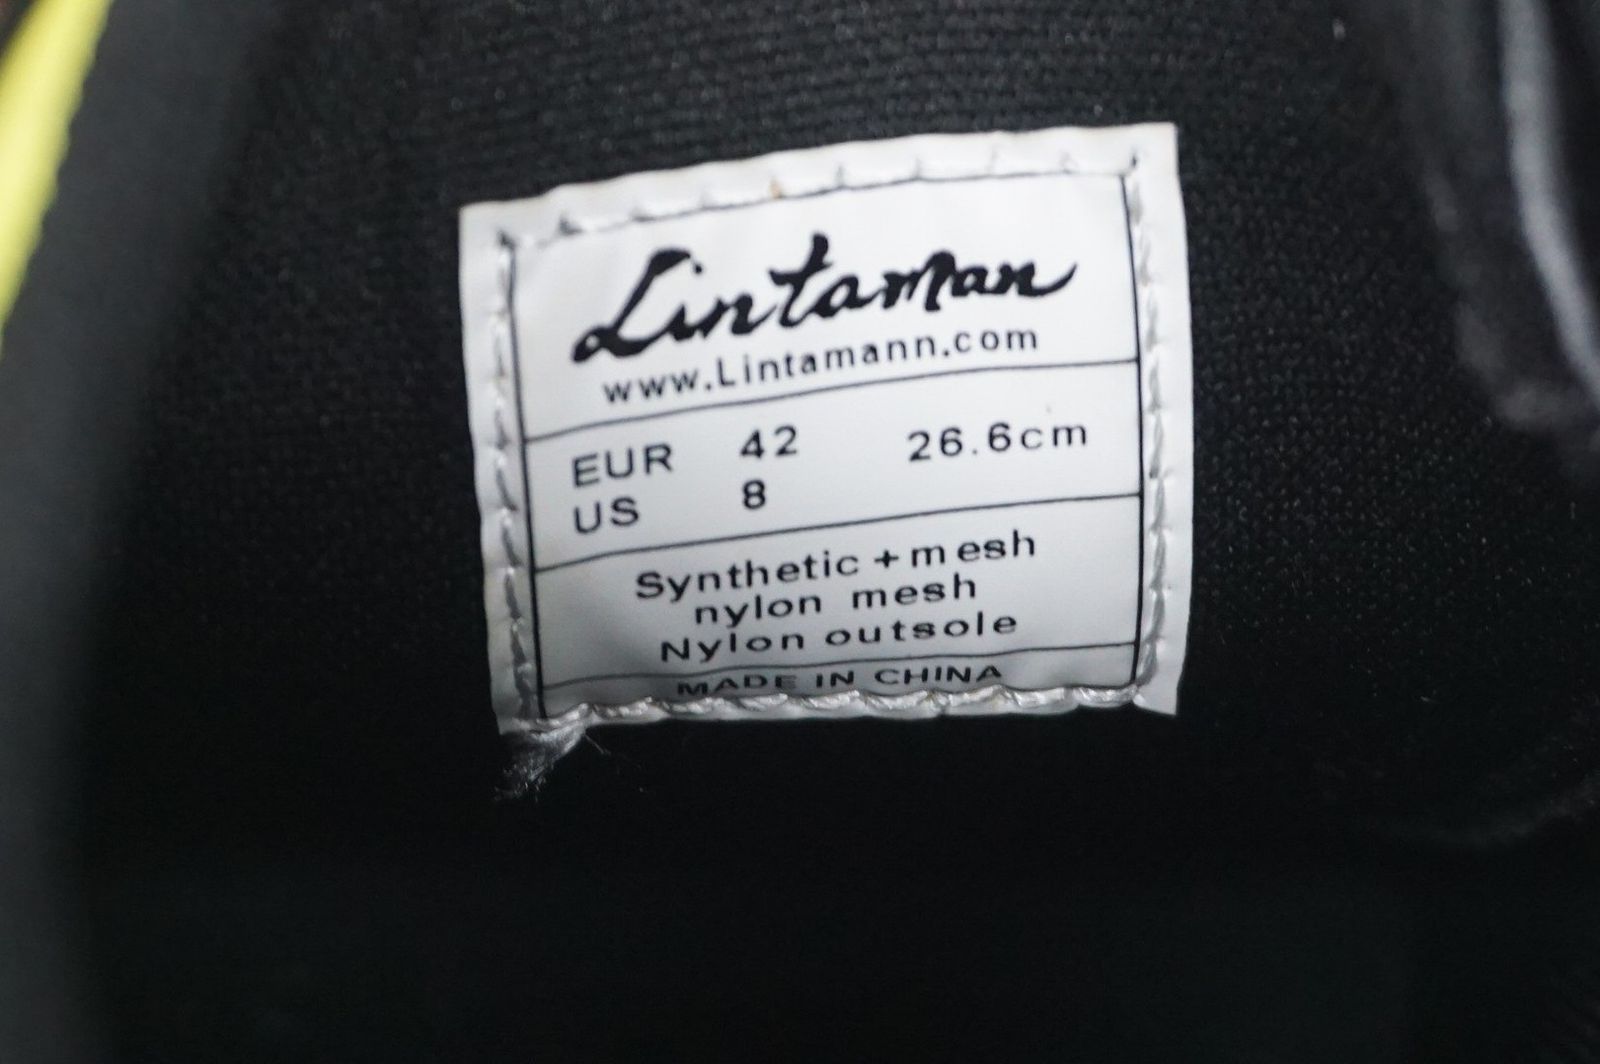 Lintaman
www.Lintamann.com
EUR 42 26.6cm
US 8
Synthetic + mesh
nylon mesh
Nylon outsole
MADE IN CHINA